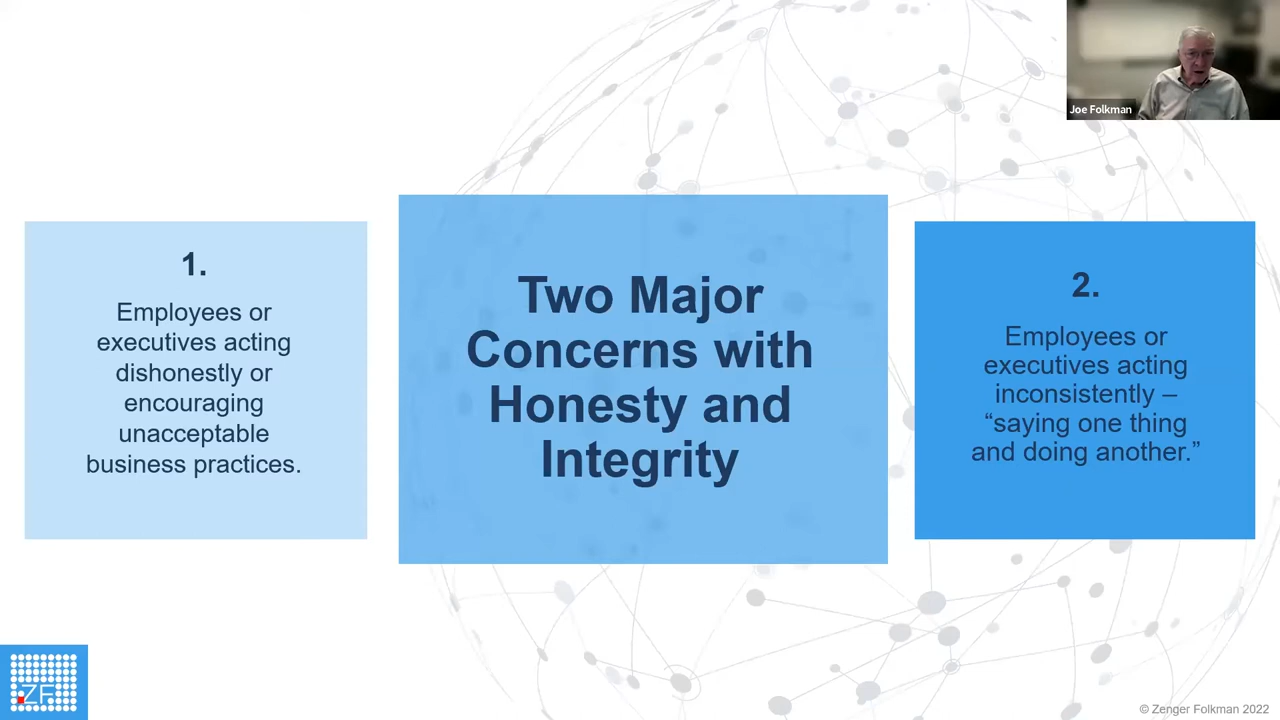 Joe Folkman
1.
Employees or
executives acting
dishonestly or
encouraging
unacceptable
business practices.
Two Major
Concerns with
Honesty and
Integrity
2.
Employees or
executives acting
inconsistently –
“saying one thing
and doing another.”
ZF
© Zenger Folkman 2022